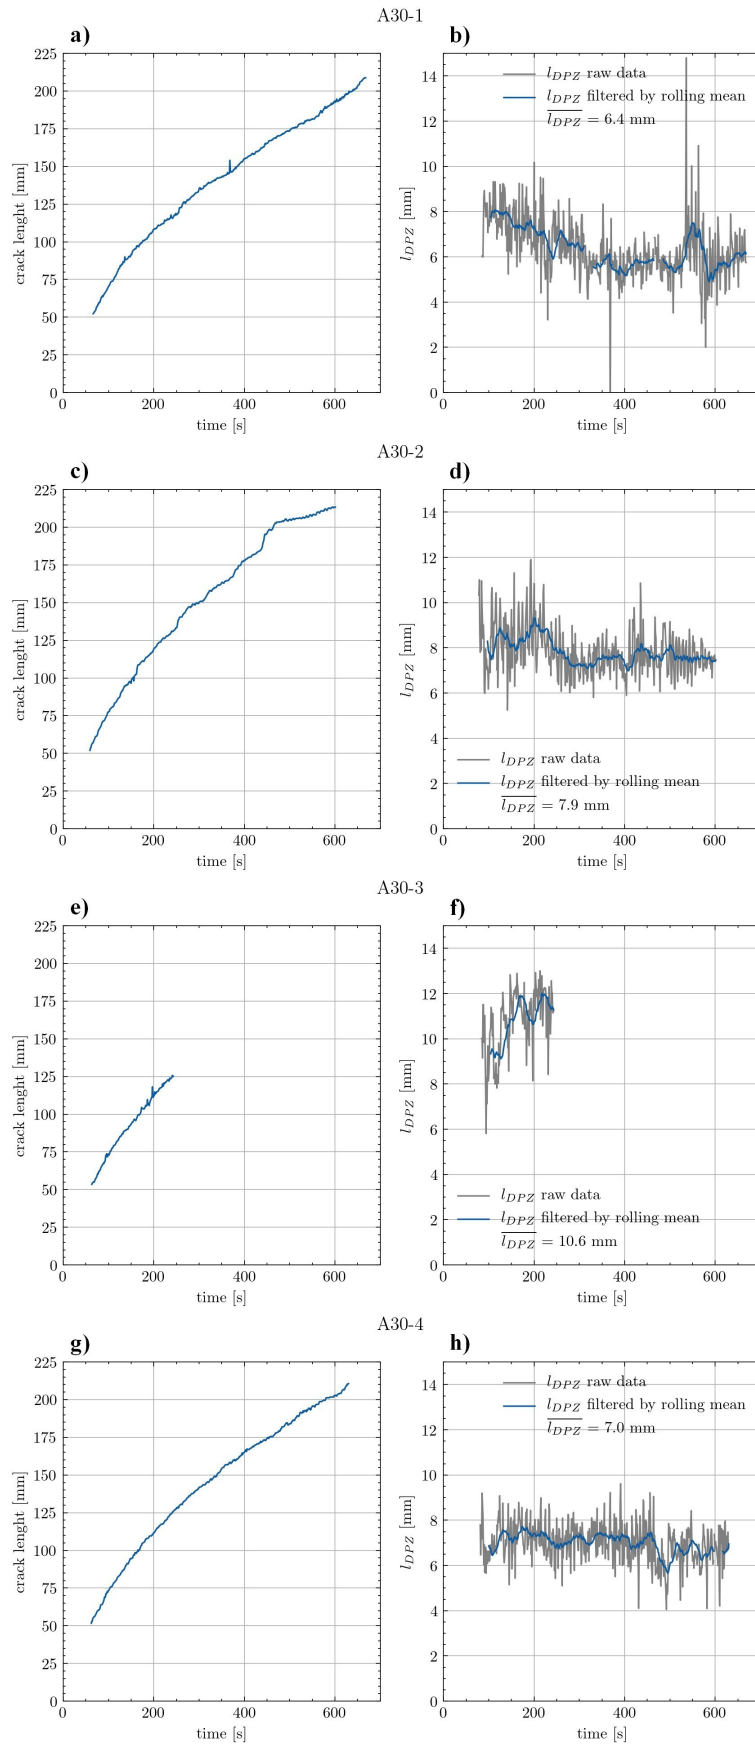 A30-1
a)
225
200
175
150
125
100
75
50
25
0
crack lenght [mm]
0 200 400 600
time [s]
b)
14
12
10
8
6
4
2
0
l_DPZ [mm]
l_DPZ raw data
l_DPZ filtered by rolling mean
l_DPZ = 6.4 mm
0 200 400 600
time [s]
A30-2
c)
225
200
175
150
125
100
75
50
25
0
crack lenght [mm]
0 200 400 600
time [s]
d)
14
12
10
8
6
4
2
0
l_DPZ [mm]
l_DPZ raw data
l_DPZ filtered by rolling mean
l_DPZ = 7.9 mm
0 200 400 600
time [s]
A30-3
e)
225
200
175
150
125
100
75
50
25
0
crack lenght [mm]
0 200 400 600
time [s]
f)
14
12
10
8
6
4
2
0
l_DPZ [mm]
l_DPZ raw data
l_DPZ filtered by rolling mean
l_DPZ = 10.6 mm
0 200 400 600
time [s]
A30-4
g)
225
200
175
150
125
100
75
50
25
0
crack lenght [mm]
0 200 400 600
time [s]
h)
14
12
10
8
6
4
2
0
l_DPZ [mm]
l_DPZ raw data
l_DPZ filtered by rolling mean
l_DPZ = 7.0 mm
0 200 400 600
time [s]